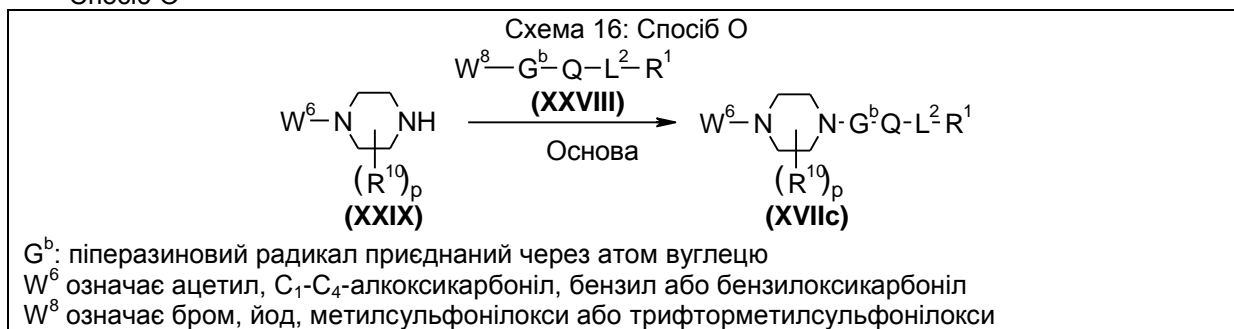 Спосіб О
Схема 16: Спосіб О
W⁸—Gᵇ—Q—L²—R¹
(XXVIII)
W⁶—N NH
Основа
W⁶—N N—Gᵇ—Q—L²—R¹
(R¹⁰)p
(XXIX)
(R¹⁰)p
(XVIIc)
Gᵇ: піперазиновий радикал приєднаний через атом вуглецю
W⁶ означає ацетил, C₁-C₄-алкоксикарбоніл, бензил або бензилоксикарбоніл
W⁸ означає бром, йод, метилсульфонілокси або трифторметилсульфонілокси